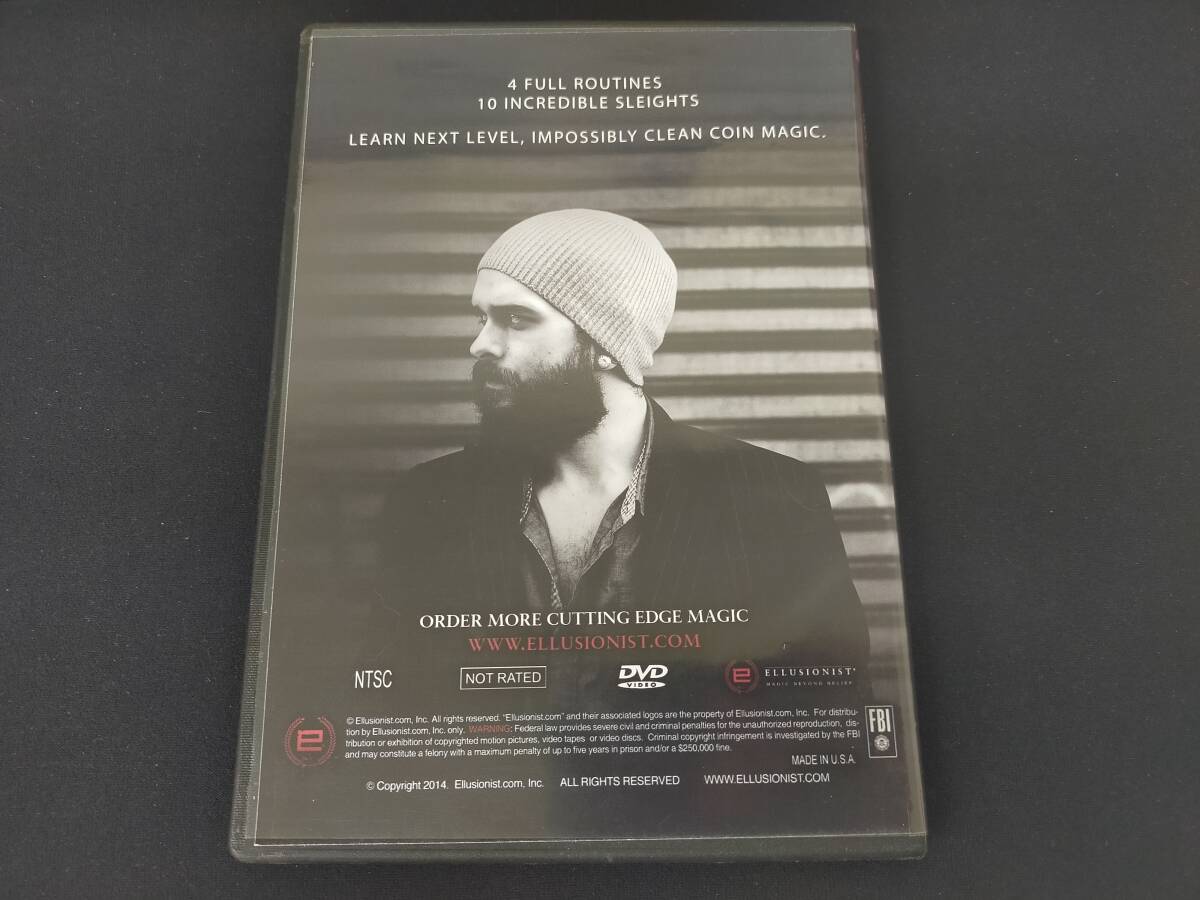 4 FULL ROUTINES
10 INCREDIBLE SLEIGHTS
LEARN NEXT LEVEL, IMPOSSIBLY CLEAN COIN MAGIC.
ORDER MORE CUTTING EDGE MAGIC
WWW.ELLUSIONIST.COM
NTSC
NOT RATED
DVD
VIDEO
e
ELLUSIONIST®
MAGIC BEYOND BELIEF
e
© Ellusionist.com, Inc. All rights reserved. "Ellusionist.com" and their associated logos are the property of Ellusionist.com, Inc. For distribu-
tion by Ellusionist.com, Inc. only. WARNING: Federal law provides severe civil and criminal penalties for the unauthorized reproduction, dis-
tribution or exhibition of copyrighted motion pictures, video tapes or video discs. Criminal copyright infringement is investigated by the FBI
and may constitute a felony with a maximum penalty of up to five years in prison and/or a $250,000 fine.
FBI
MADE IN U.S.A.
© Copyright 2014. Ellusionist.com, Inc. ALL RIGHTS RESERVED WWW.ELLUSIONIST.COM